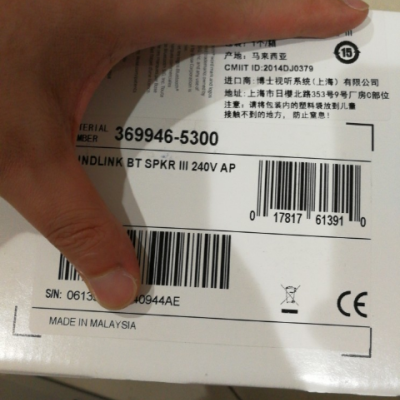 产地：马来西亚
CMIIT ID:2014DJ0379
进口商：博士视听系统（上海）有限公司
地址：上海市日樱北路353号9号厂房C部位
注意：请将包装内的塑料袋放到儿童
接触不到的地方，防止窒息！
15
ERIAL
MBER 369946-5300
NDLINK BT SPKR III 240V AP
0 17817 61391 0
S/N: 0613 40944AE
CE
MADE IN MALAYSIA